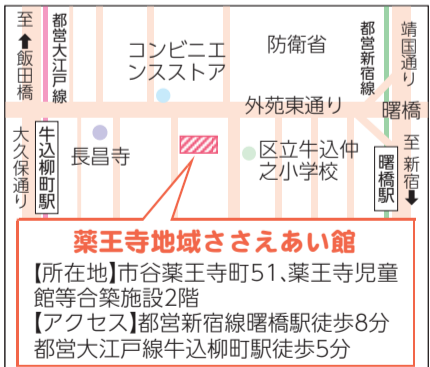 至⬆飯田橋
都営大江戸線
コンビニエ
ンスストア
防衛省
都営新宿線
靖国通り
外苑東通り
曙橋
大久保通り
牛込柳町駅
長昌寺
区立牛込仲
之小学校
曙橋駅
至新宿⬇
薬王寺地域ささえあい館
【所在地】市谷薬王寺町51、薬王寺児童
館等合築施設2階
【アクセス】都営新宿線曙橋駅徒歩8分
都営大江戸線牛込柳町駅徒歩5分